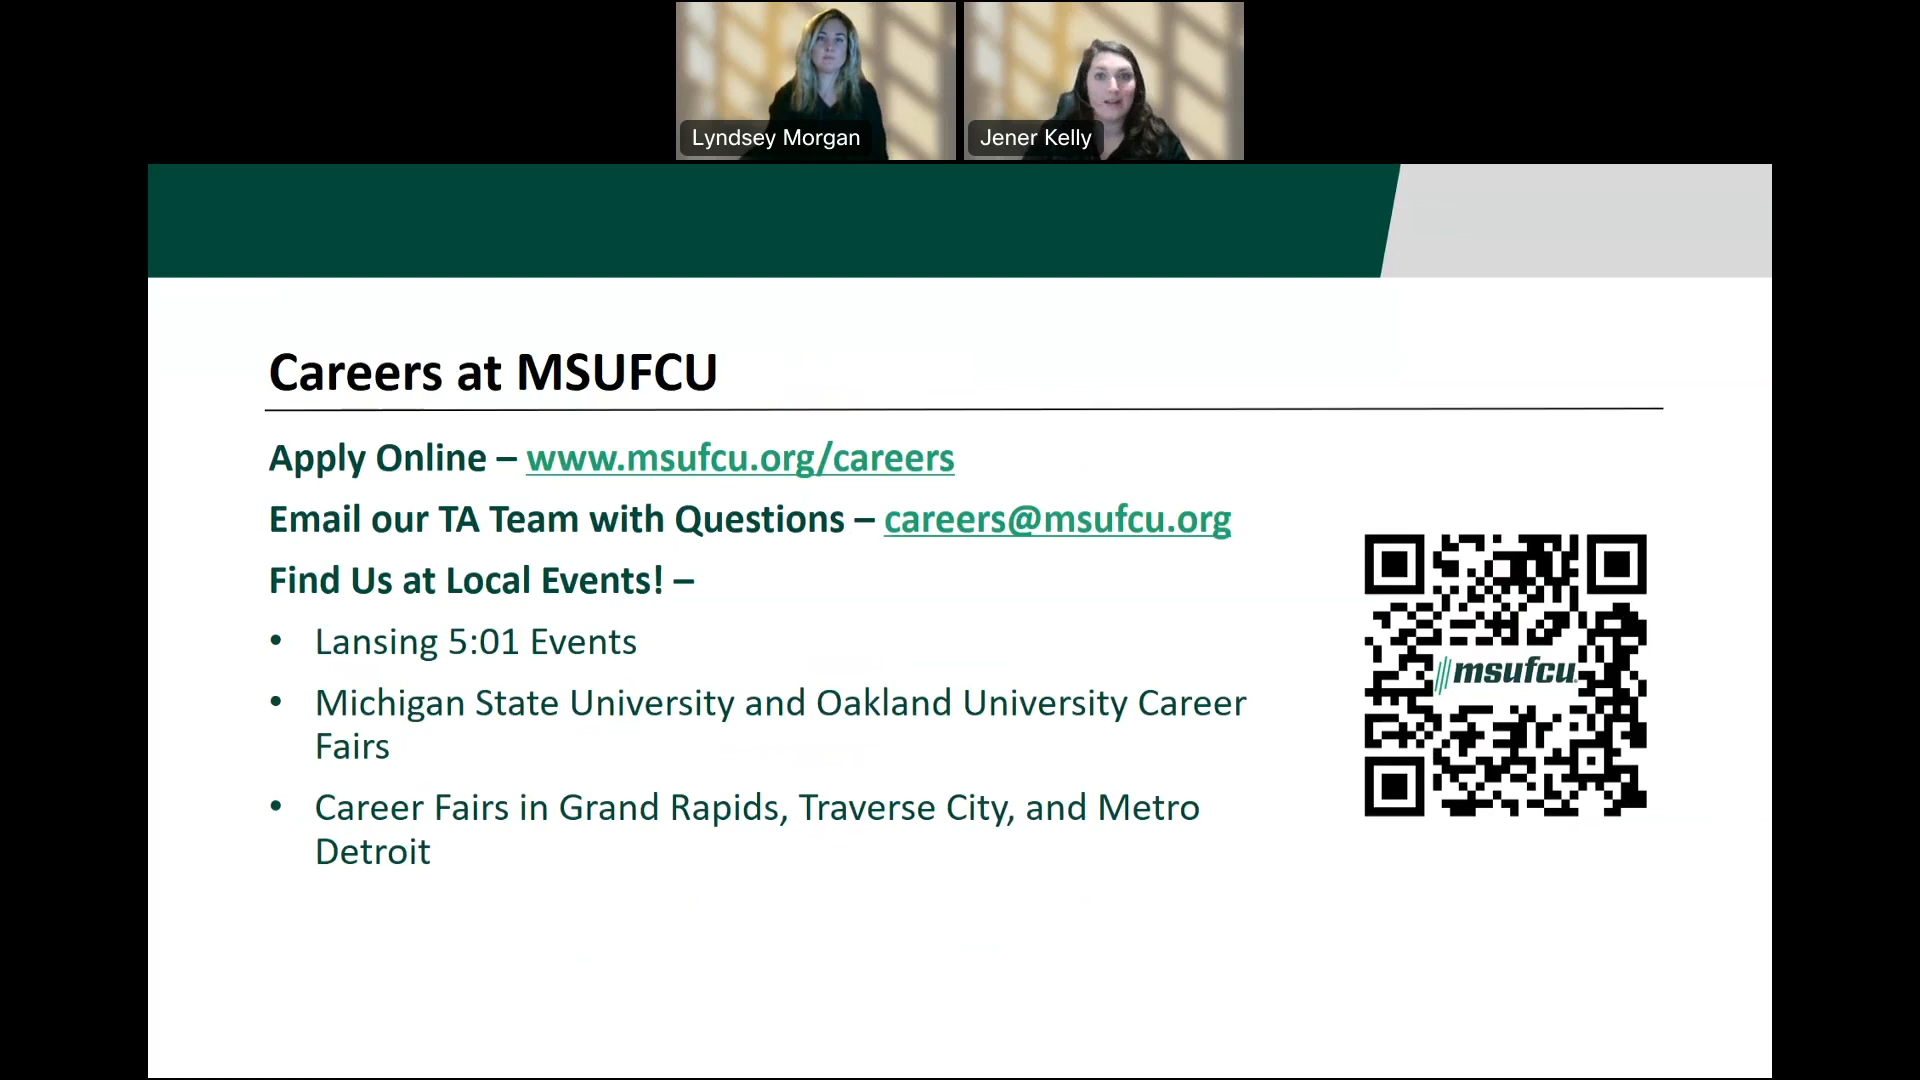 Lyndsey Morgan
Jener Kelly
Careers at MSUFCU
Apply Online – www.msufcu.org/careers
Email our TA Team with Questions – careers@msufcu.org
Find Us at Local Events! –
• Lansing 5:01 Events
• Michigan State University and Oakland University Career
Fairs
• Career Fairs in Grand Rapids, Traverse City, and Metro
Detroit
msufcu